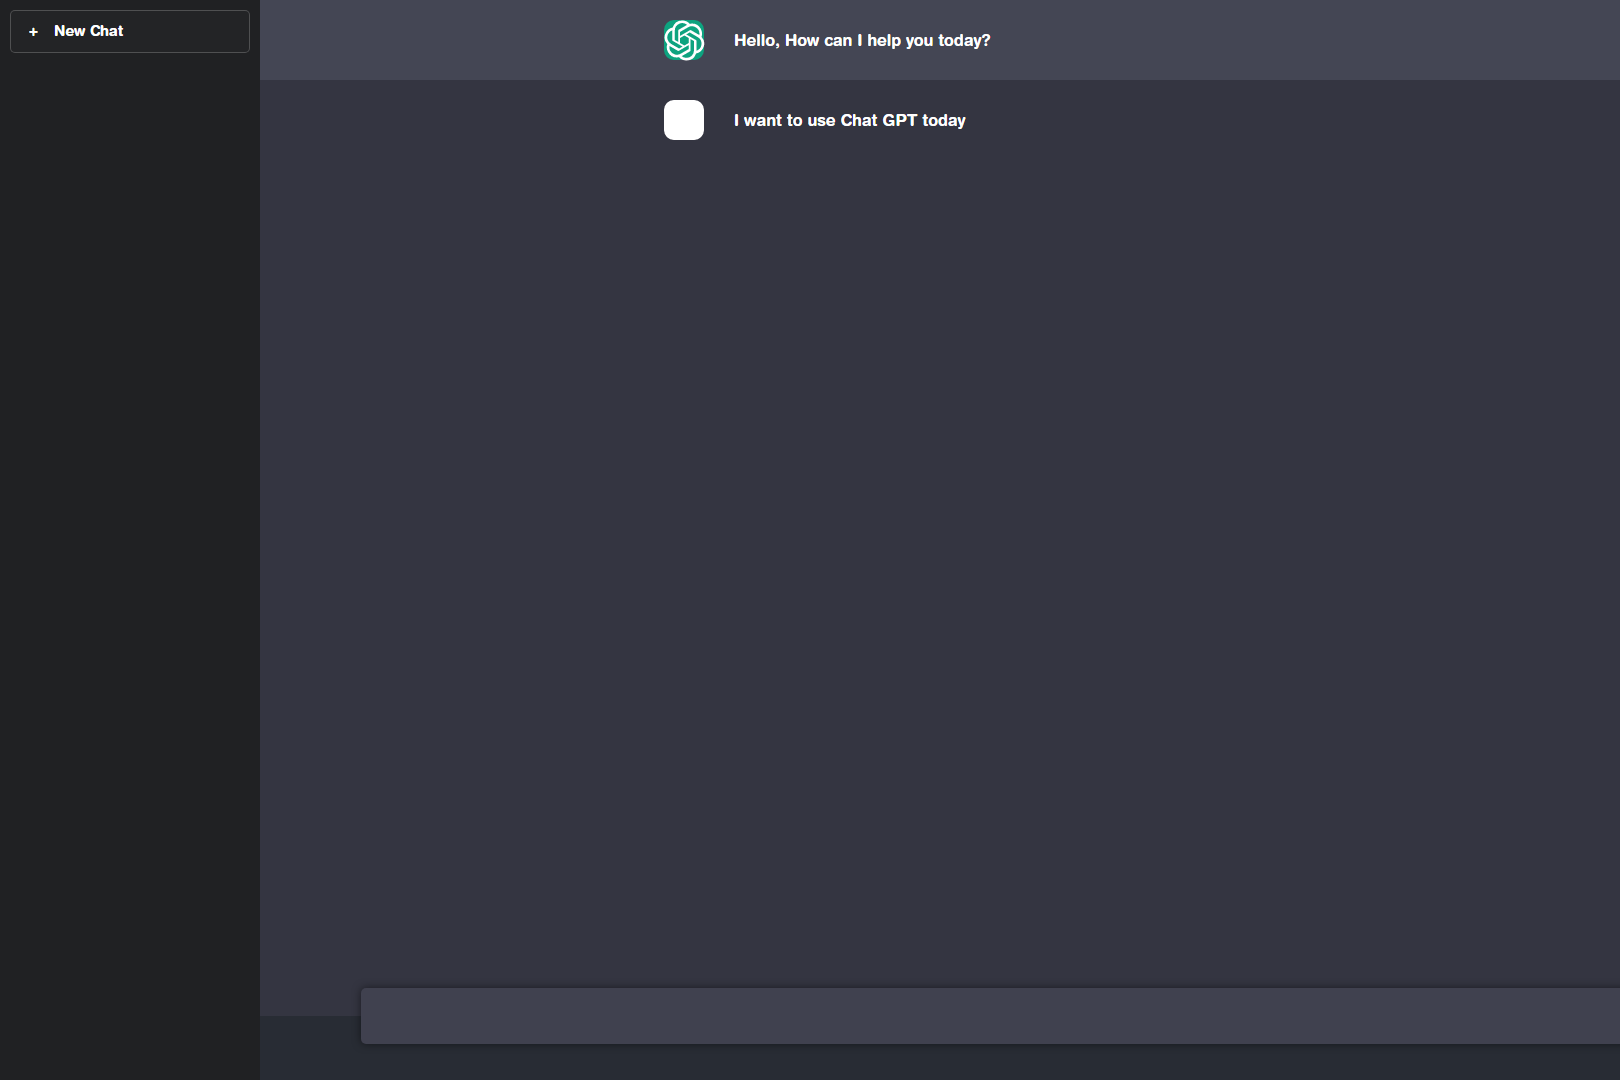 + New Chat
Hello, How can I help you today?
I want to use Chat GPT today